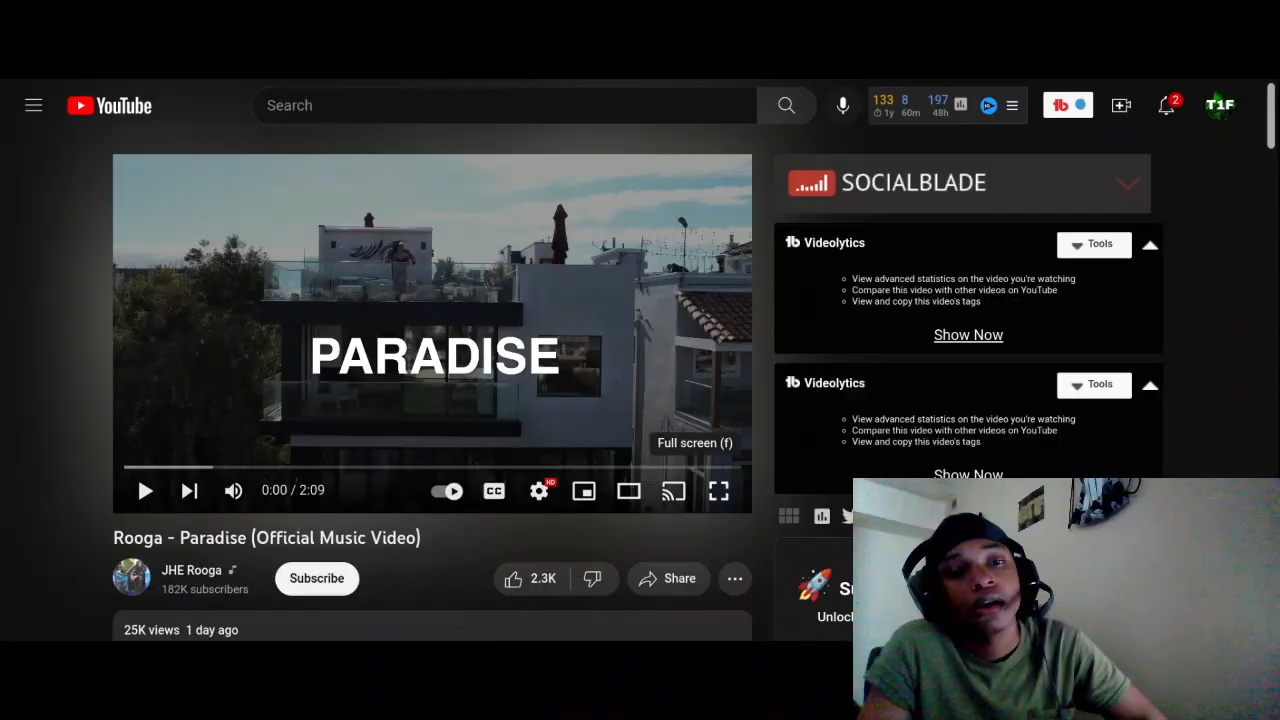 YouTube
Search
133 8 197
1y 60m 48h
2
T1F
PARADISE
Full screen (f)
0:00 / 2:09
CC
HD
Rooga - Paradise (Official Music Video)
JHE Rooga
182K subscribers
Subscribe
2.3K
Share
25K views 1 day ago
SOCIALBLADE
Videolytics
Tools
View advanced statistics on the video you're watching
Compare this video with other videos on YouTube
View and copy this video's tags
Show Now
Videolytics
Tools
View advanced statistics on the video you're watching
Compare this video with other videos on YouTube
View and copy this video's tags
Show Now